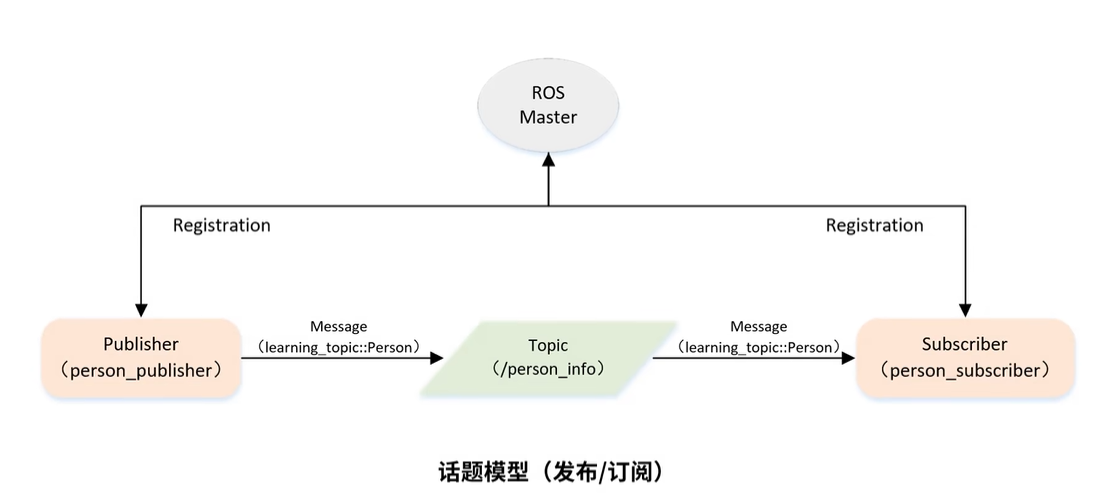 ROS
Master
Registration
Registration
Publisher
（person_publisher）
Message
（learning_topic::Person）
Topic
（/person_info）
Message
（learning_topic::Person）
Subscriber
（person_subscriber）
话题模型（发布/订阅）